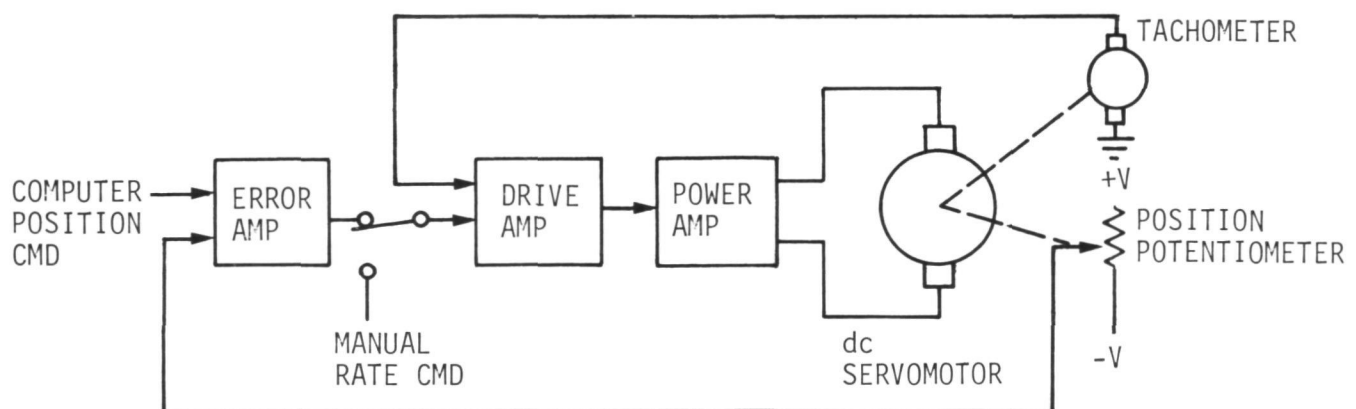 TACHOMETER
COMPUTER
POSITION
CMD
ERROR
AMP
DRIVE
AMP
POWER
AMP
+V
POSITION
POTENTIOMETER
MANUAL
RATE CMD
dc
SERVOMOTOR
-V